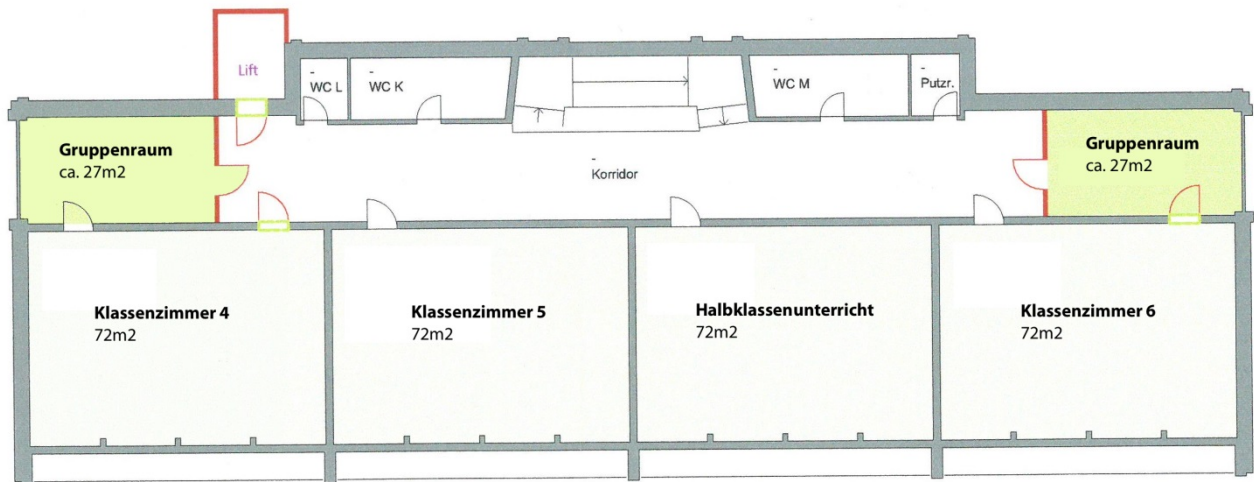 Lift
-
WC L
-
WC K
-
WC M
-
Putzr.
Gruppenraum
ca. 27m2
-
Korridor
Gruppenraum
ca. 27m2
Klassenzimmer 4
72m2
Klassenzimmer 5
72m2
Halbklassenunterricht
72m2
Klassenzimmer 6
72m2